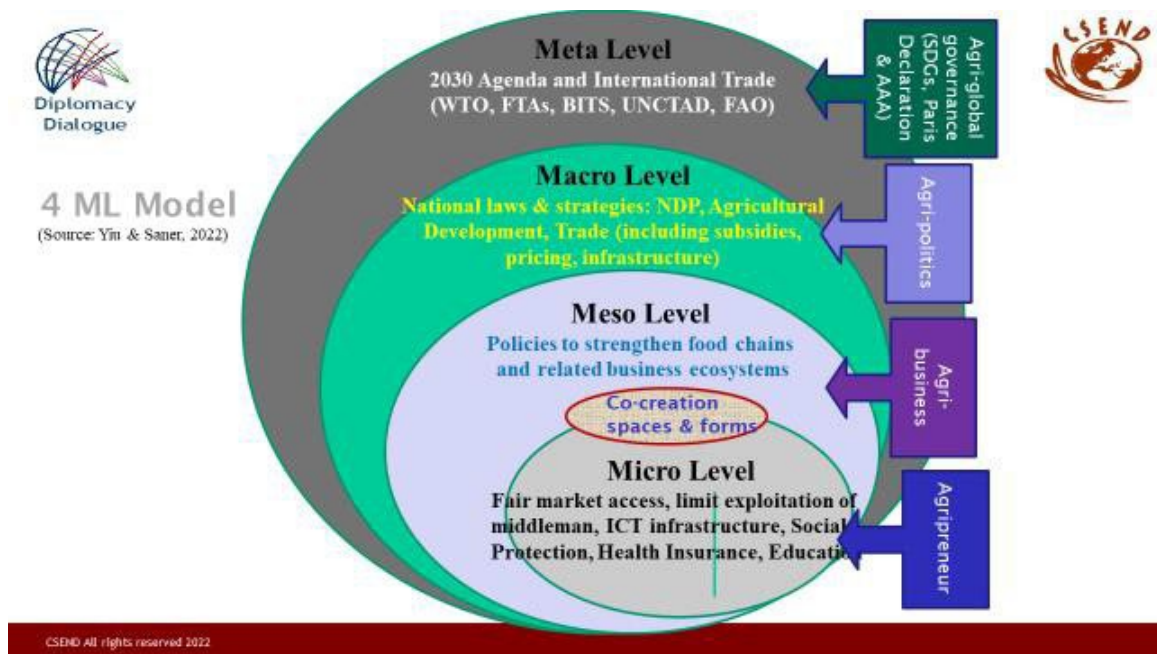 Diplomacy
Dialogue
4 ML Model
(Source: Yiu & Saner, 2022)
Meta Level
2030 Agenda and International Trade
(WTO, FTAs, BITS, UNCTAD, FAO)
Macro Level
National laws & strategies: NDP, Agricultural
Development, Trade (including subsidies,
pricing, infrastructure)
Meso Level
Policies to strengthen food chains
and related business ecosystems
Co-creation
spaces & forms
Micro Level
Fair market access, limit exploitation of
middleman, ICT infrastructure, Social
Protection, Health Insurance, Education
Agri-global
governance
(SDGs, Paris
Declaration
& AAA)
Agri-politics
Agri-
business
Agripreneur
CSEND
CSEND All rights reserved 2022